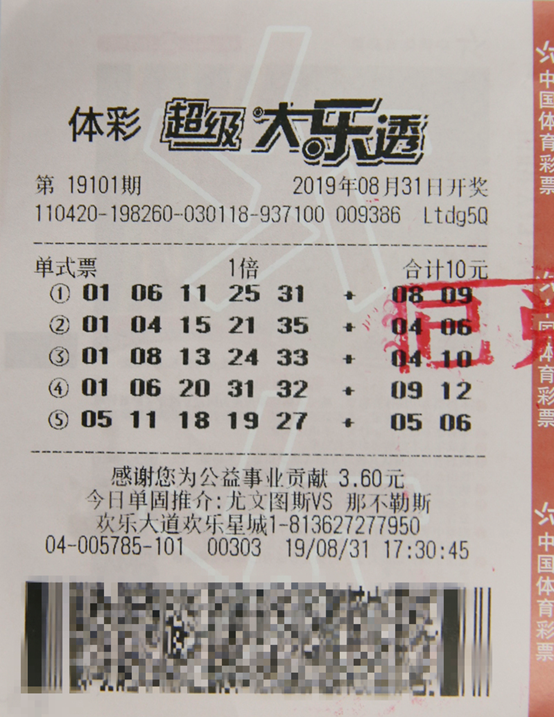 体彩 超级大乐透
第 19101期 2019年08月31日开奖
110420-198260-030118-937100 009386 Ltdg5Q
单式票 1倍 合计10元
① 01 06 11 25 31 + 08 09
② 01 04 15 21 35 + 04 06
③ 01 08 13 24 33 + 04 10
④ 01 06 20 31 32 + 09 12
⑤ 05 11 18 19 27 + 05 06
感谢您为公益事业贡献 3.60元
今日单固推介:尤文图斯VS 那不勒斯
欢乐大道欢乐星城1-813627277950
04-005785-101 00303 19/08/31 17:30:45
中国体育彩票
中国体育彩票
中国体育彩票